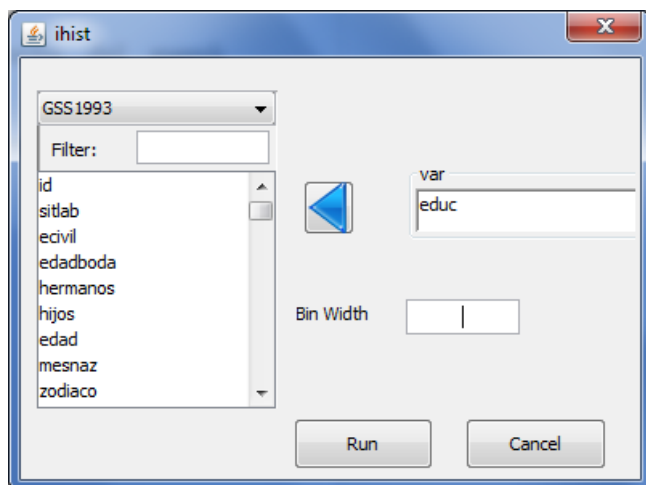 ihist
GSS1993
Filter:
id
sitlab
ecivil
edadboda
hermanos
hijos
edad
mesnaz
zodiaco
var
educ
Bin Width
Run
Cancel